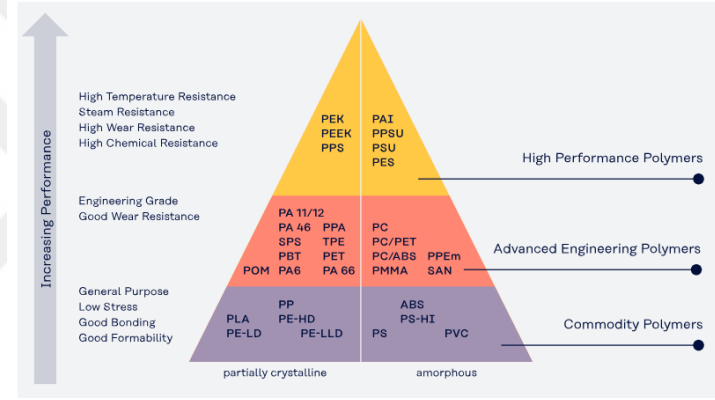 Increasing Performance
High Temperature Resistance
Steam Resistance
High Wear Resistance
High Chemical Resistance
PEK
PEEK
PPS
PAI
PPSU
PSU
PES
High Performance Polymers
Engineering Grade
Good Wear Resistance
PA 11/12
PA 46 PPA
SPS TPE
PBT PET
POM PA6 PA 66
PC
PC/PET
PC/ABS PPEm
PMMA SAN
Advanced Engineering Polymers
General Purpose
Low Stress
Good Bonding
Good Formability
PP
PLA PE-HD
PE-LD PE-LLD
ABS
PS-HI
PS PVC
Commodity Polymers
partially crystalline
amorphous